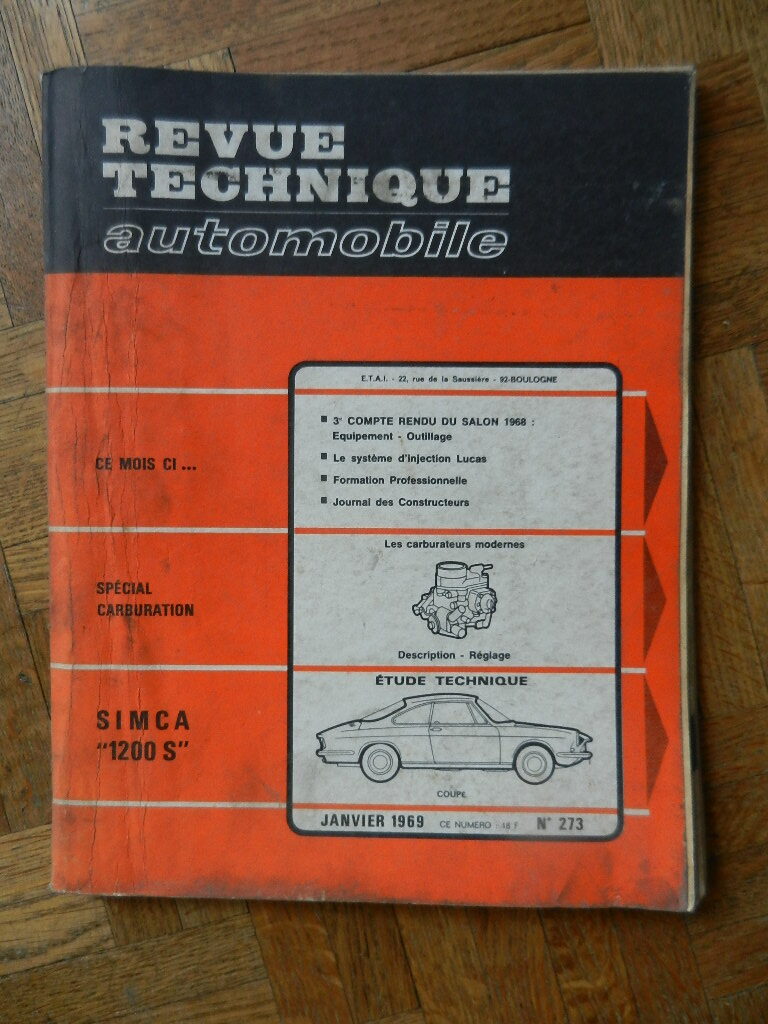 REVUE
TECHNIQUE
automobile
E.T.A.I. - 22, rue de la Saussière - 92-BOULOGNE
CE MOIS CI ...
3e COMPTE RENDU DU SALON 1968 :
Equipement - Outillage
Le système d'injection Lucas
Formation Professionnelle
Journal des Constructeurs
SPÉCIAL
CARBURATION
Les carburateurs modernes
Description - Réglage
SIMCA
"1200 S"
ÉTUDE TECHNIQUE
COUPE
JANVIER 1969 CE NUMERO : 18 F N° 273